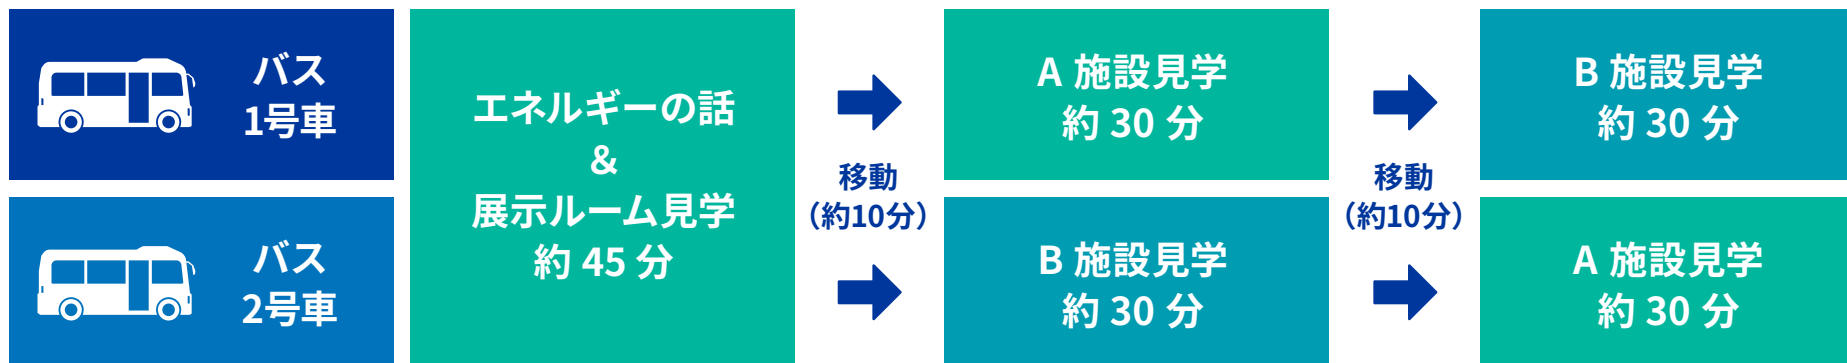 バス
1号車
エネルギーの話
&
展示ルーム見学
約 45 分
移動
（約10分）
A 施設見学
約 30 分
移動
（約10分）
B 施設見学
約 30 分
バス
2号車
B 施設見学
約 30 分
A 施設見学
約 30 分